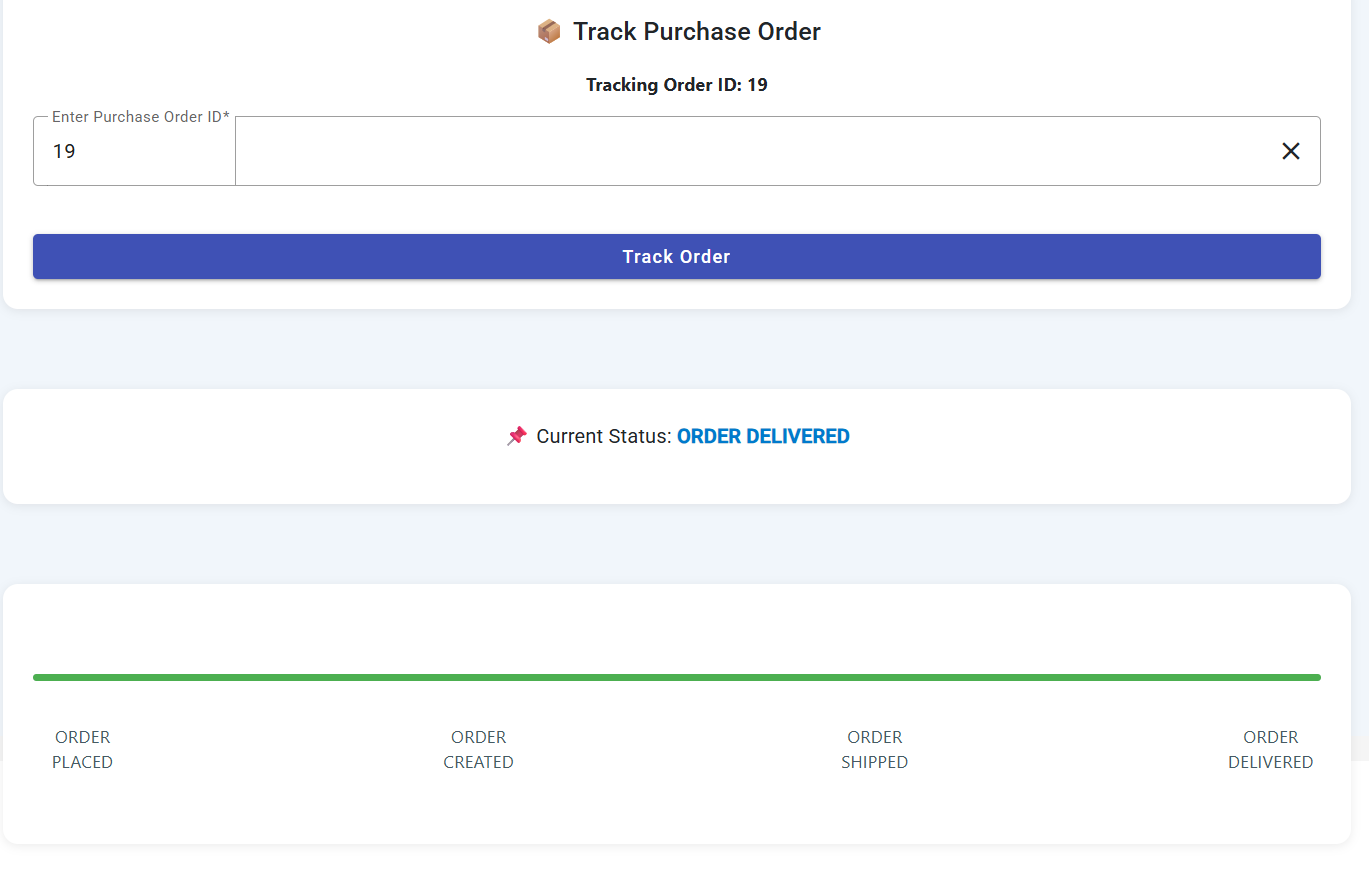 Track Purchase Order
Tracking Order ID: 19
Enter Purchase Order ID*
19
Track Order
Current Status: ORDER DELIVERED
ORDER PLACED
ORDER CREATED
ORDER SHIPPED
ORDER DELIVERED